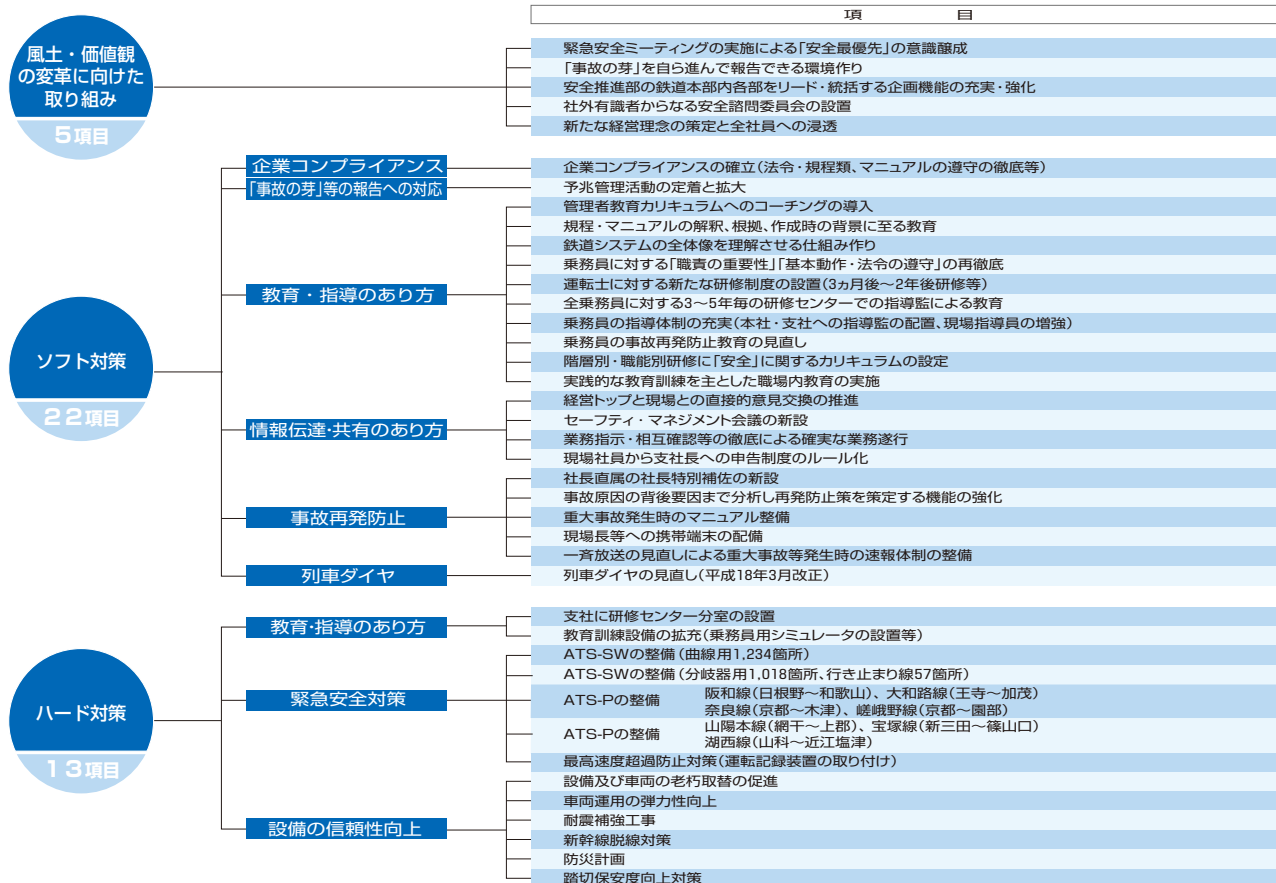 項　目
風土・価値観
の変革に向けた
取り組み
5項目
緊急安全ミーティングの実施による「安全最優先」の意識醸成
「事故の芽」を自ら進んで報告できる環境作り
安全推進部の鉄道本部内各部をリード・統括する企画機能の充実・強化
社外有識者からなる安全諮問委員会の設置
新たな経営理念の策定と全社員への浸透
ソフト対策
22項目
企業コンプライアンス
企業コンプライアンスの確立(法令・規程類、マニュアルの遵守の徹底等)
「事故の芽」等の報告への対応
予兆管理活動の定着と拡大
教育・指導のあり方
管理者教育カリキュラムへのコーチングの導入
規程・マニュアルの解釈、根拠、作成時の背景に至る教育
鉄道システムの全体像を理解させる仕組み作り
乗務員に対する「職責の重要性」「基本動作・法令の遵守」の再徹底
運転士に対する新たな研修制度の設置(3ヵ月後～2年後研修等)
全乗務員に対する3～5年毎の研修センターでの指導監による教育
乗務員の指導体制の充実(本社・支社への指導監の配置、現場指導員の増強)
乗務員の事故再発防止教育の見直し
階層別・職能別研修に「安全」に関するカリキュラムの設定
実践的な教育訓練を主とした職場内教育の実施
情報伝達・共有のあり方
経営トップと現場との直接的意見交換の推進
セーフティ・マネジメント会議の新設
業務指示・相互確認等の徹底による確実な業務遂行
現場社員から支社長への申告制度のルール化
事故再発防止
社長直属の社長特別補佐の新設
事故原因の背後要因まで分析し再発防止策を策定する機能の強化
重大事故発生時のマニュアル整備
現場長等への携帯端末の配備
一斉放送の見直しによる重大事故等発生時の速報体制の整備
列車ダイヤ
列車ダイヤの見直し(平成18年3月改正)
ハード対策
13項目
教育・指導のあり方
支社に研修センター分室の設置
教育訓練設備の拡充(乗務員用シミュレータの設置等)
緊急安全対策
ATS-SWの整備(曲線用1,234箇所)
ATS-SWの整備(分岐器用1,018箇所、行き止まり線57箇所)
ATS-Pの整備　阪和線(日根野～和歌山)、大和路線(王寺～加茂)
奈良線(京都～木津)、嵯峨野線(京都～園部)
ATS-Pの整備　山陽本線(網干～上郡)、宝塚線(新三田～篠山口)
湖西線(山科～近江塩津)
最高速度超過防止対策(運転記録装置の取り付け)
設備の信頼性向上
設備及び車両の老朽取替の促進
車両運用の弾力性向上
耐震補強工事
新幹線脱線対策
防災計画
踏切保安度向上対策